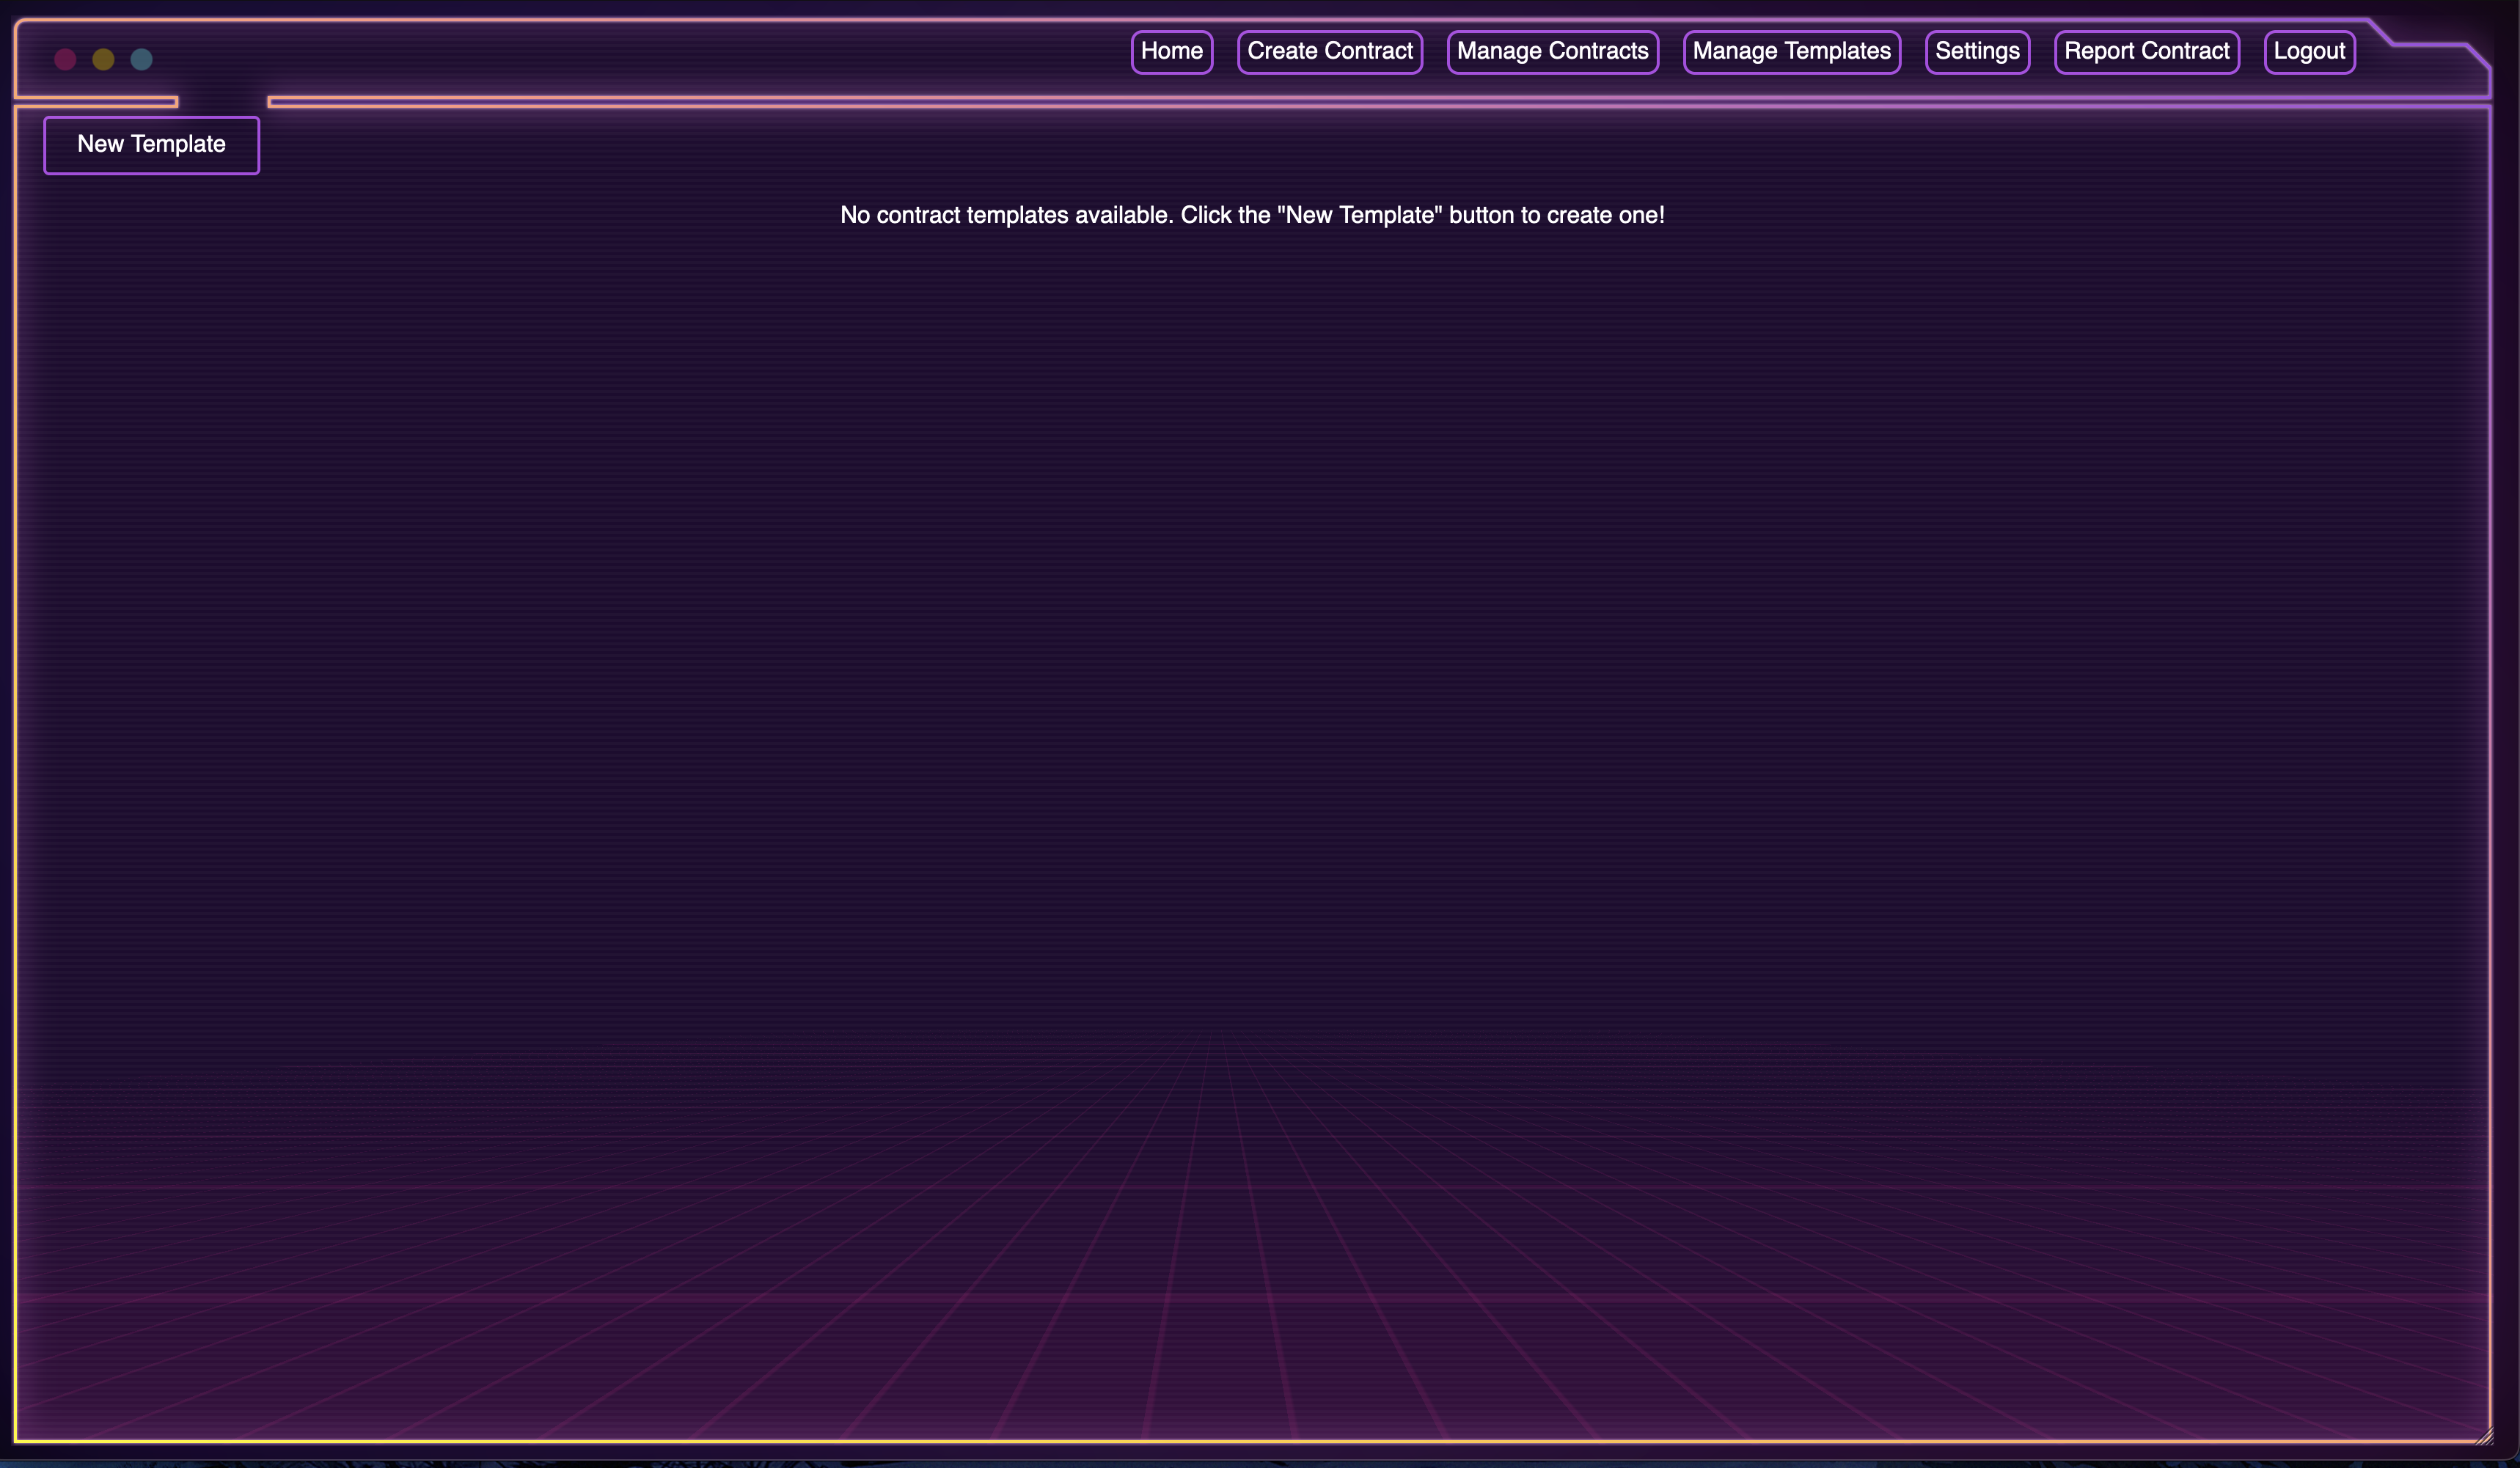 Home Create Contract Manage Contracts Manage Templates Settings Report Contract Logout
New Template
No contract templates available. Click the "New Template" button to create one!